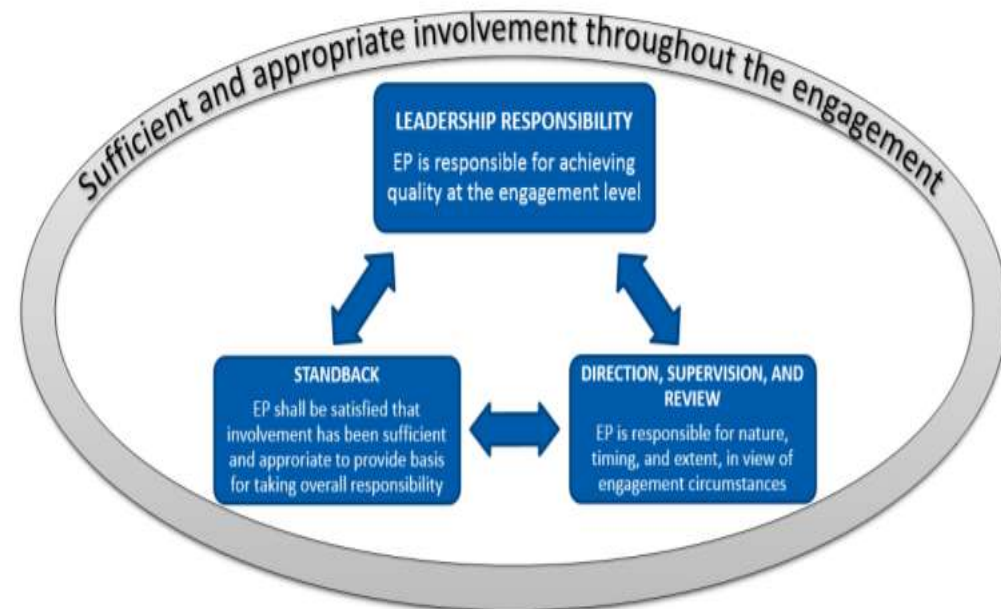 Sufficient and appropriate involvement throughout the engagement
LEADERSHIP RESPONSIBILITY
EP is responsible for achieving
quality at the engagement level
STANDBACK
EP shall be satisfied that
involvement has been sufficient
and approriate to provide basis
for taking overall responsibility
DIRECTION, SUPERVISION, AND
REVIEW
EP is responsible for nature,
timing, and extent, in view of
engagement circumstances